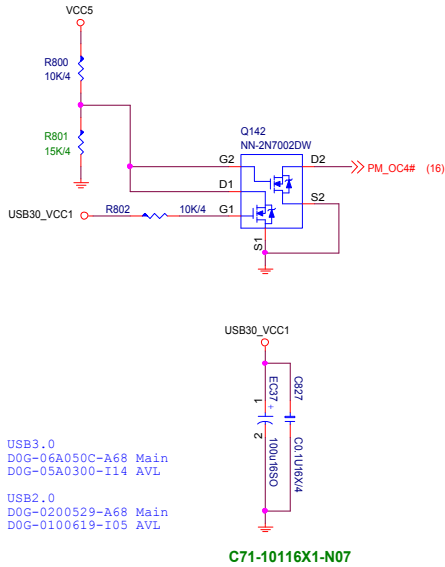 VCC5
R800
10K/4
R801
15K/4
Q142
NN-2N7002DW
G2
D2
PM_OC4# (16)
D1
S2
USB30_VCC1
R802
10K/4
G1
S1
USB30_VCC1
1
EC37 +
2
100u16SO
C827
C0.1U16X/4
USB3.0
D0G-06A050C-A68 Main
D0G-05A0300-I14 AVL
USB2.0
D0G-0200529-A68 Main
D0G-0100619-I05 AVL
C71-10116X1-N07